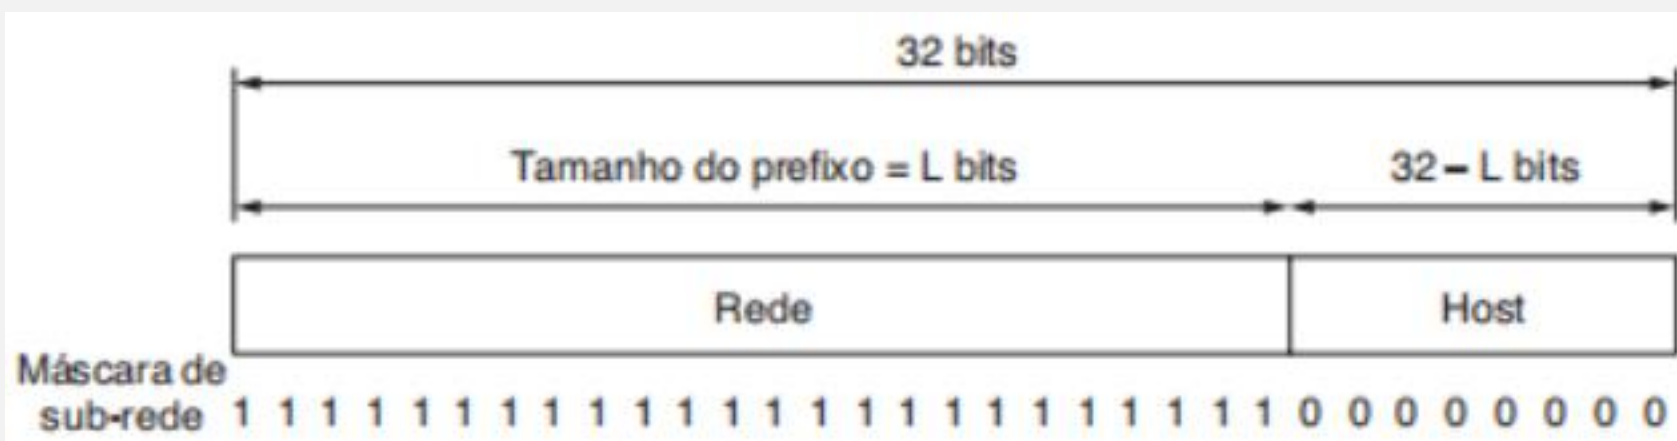 32 bits
Tamanho do prefixo = L bits 32 – L bits
Rede Host
Máscara de
sub-rede 1 1 1 1 1 1 1 1 1 1 1 1 1 1 1 1 1 1 1 1 1 1 1 1 0 0 0 0 0 0 0 0